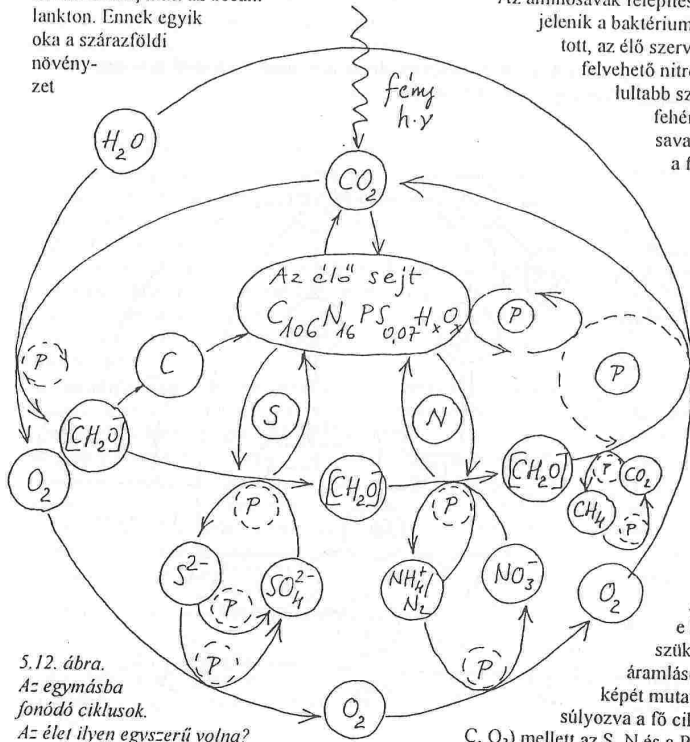 lankton. Ennek egyik
oka a szárazföldi
növény-
zet
Az aminosavak felépítés
jelenik a baktérium
tott, az élő szerv
felvehető nitro
lultabb sz
fehér
sava
a f
fény
h·ν
H₂O
CO₂
Az élő sejt
C₁₀₆N₁₆PS₀,₀₇HₓOₓ
P
P
C
P
S
N
[CH₂O]
O₂
[CH₂O]
[CH₂O]
P
P
P
CO₂
CH₄
P
S²⁻
SO₄²⁻
P
NH₄⁺/
N₂
NO₃⁻
O₂
P
P
O₂
5.12. ábra.
Az egymásba
fonódó ciklusok.
Az élet ilyen egyszerű volna?
e
szük
áramlás
képét muta
súlyozva a fő cik
C, O₂) mellett az S, N és a P